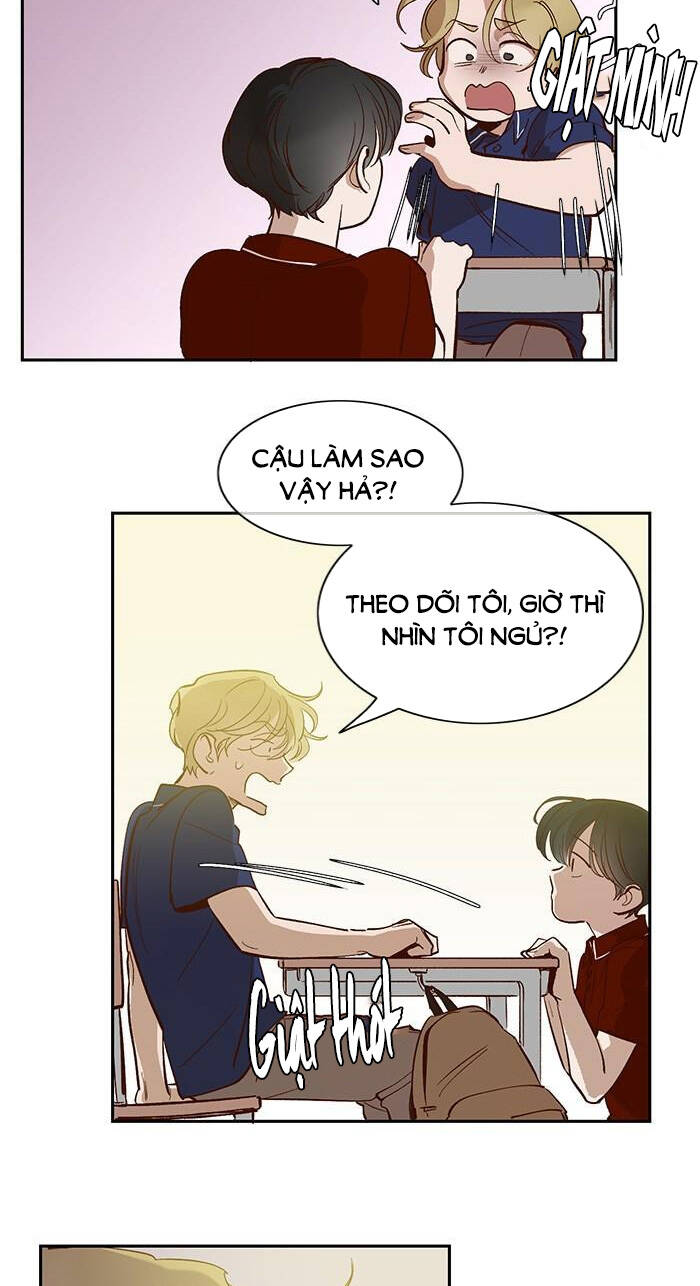 GIẬT MÌNH
CẬU LÀM SAO
VẬY HẢ?!
THEO DÕI TÔI, GIỜ THÌ
NHÌN TÔI NGỦ?!
Giật thót